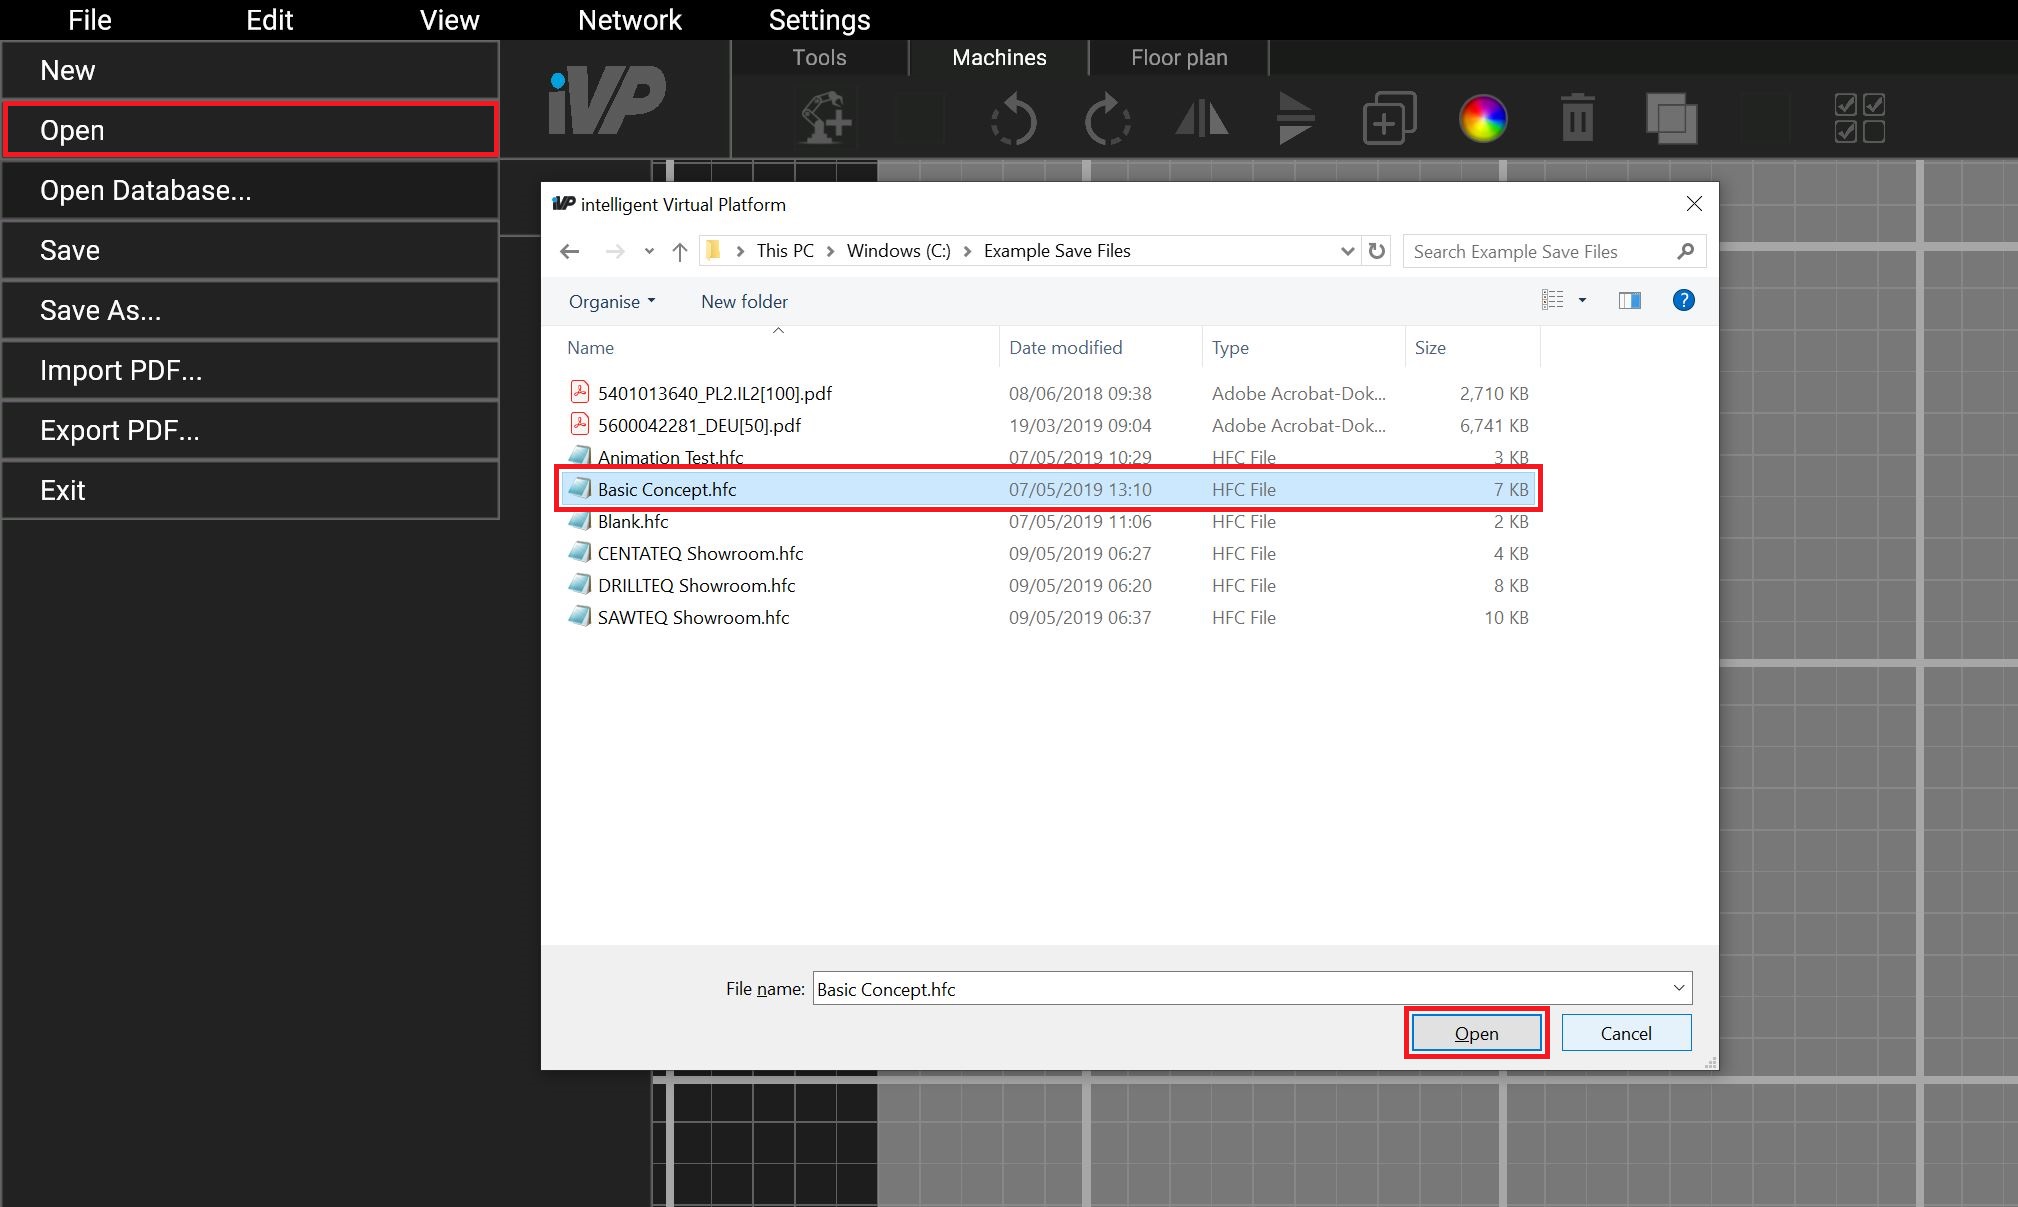 File Edit View Network Settings
New
Open
Open Database...
Save
Save As...
Import PDF...
Export PDF...
Exit
iVP
Tools Machines Floor plan
iVP intelligent Virtual Platform
This PC > Windows (C:) > Example Save Files
Search Example Save Files
Organise New folder
?
Name Date modified Type Size
5401013640_PL2.IL2[100].pdf 08/06/2018 09:38 Adobe Acrobat-Dok... 2,710 KB
5600042281_DEU[50].pdf 19/03/2019 09:04 Adobe Acrobat-Dok... 6,741 KB
Animation Test.hfc 07/05/2019 10:29 HFC File 3 KB
Basic Concept.hfc 07/05/2019 13:10 HFC File 7 KB
Blank.hfc 07/05/2019 11:06 HFC File 2 KB
CENTATEQ Showroom.hfc 09/05/2019 06:27 HFC File 4 KB
DRILLTEQ Showroom.hfc 09/05/2019 06:20 HFC File 8 KB
SAWTEQ Showroom.hfc 09/05/2019 06:37 HFC File 10 KB
File name: Basic Concept.hfc
Open Cancel